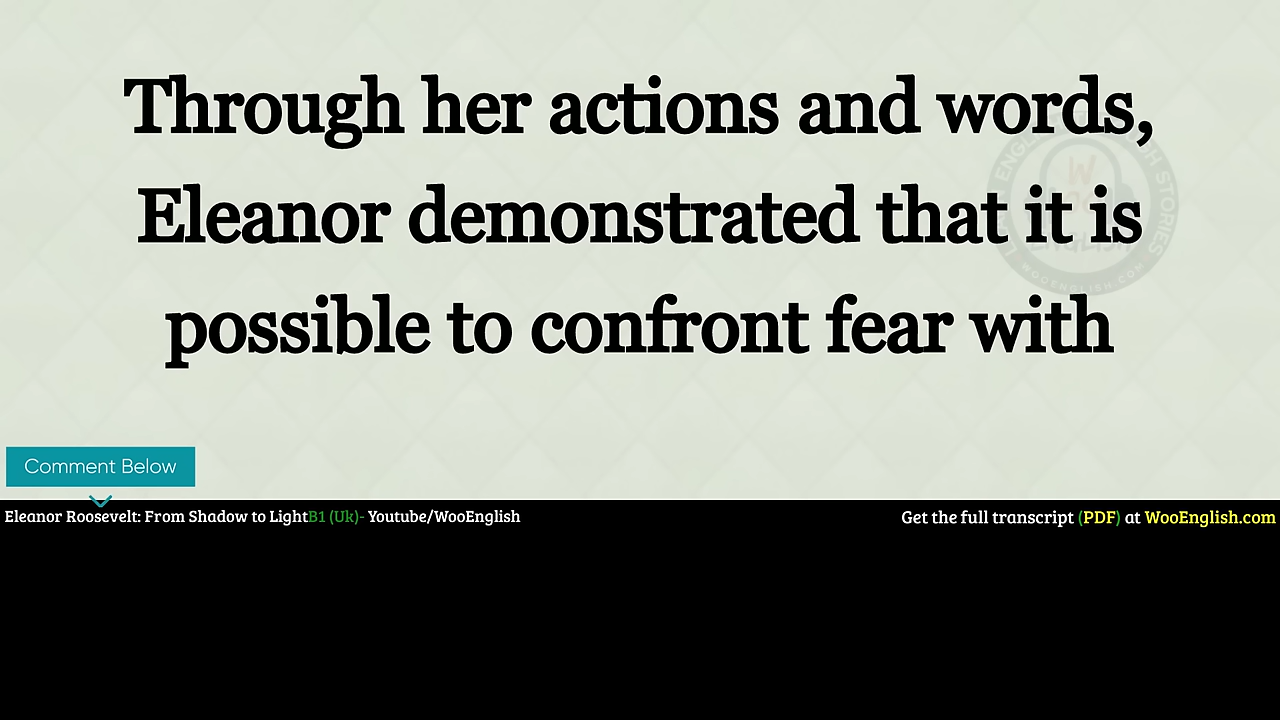 Through her actions and words,
Eleanor demonstrated that it is
possible to confront fear with
Comment Below
Eleanor Roosevelt: From Shadow to LightB1 (Uk)- Youtube/WooEnglish
Get the full transcript (PDF) at WooEnglish.com